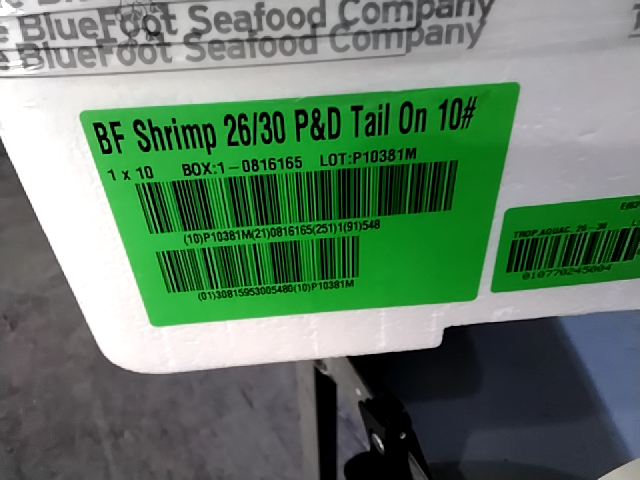 BlueFoot Seafood Company
BlueFoot Seafood Company
BF Shrimp 26/30 P&D Tail On 10#
1 x 10 BOX:1-0816165 LOT:P10381M
(10)P10381M(21)0816165(251)1(91)548
(01)30815953005480(10)P10381M
TROP.AQUAC. 26-30
010770245004